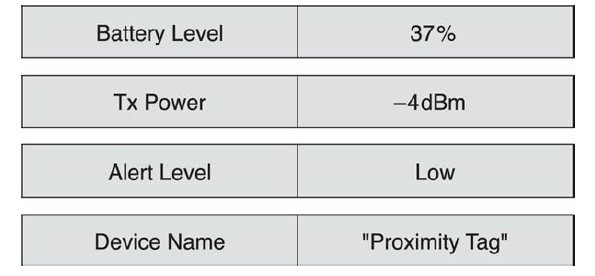 Battery Level 37%
Tx Power −4dBm
Alert Level Low
Device Name "Proximity Tag"